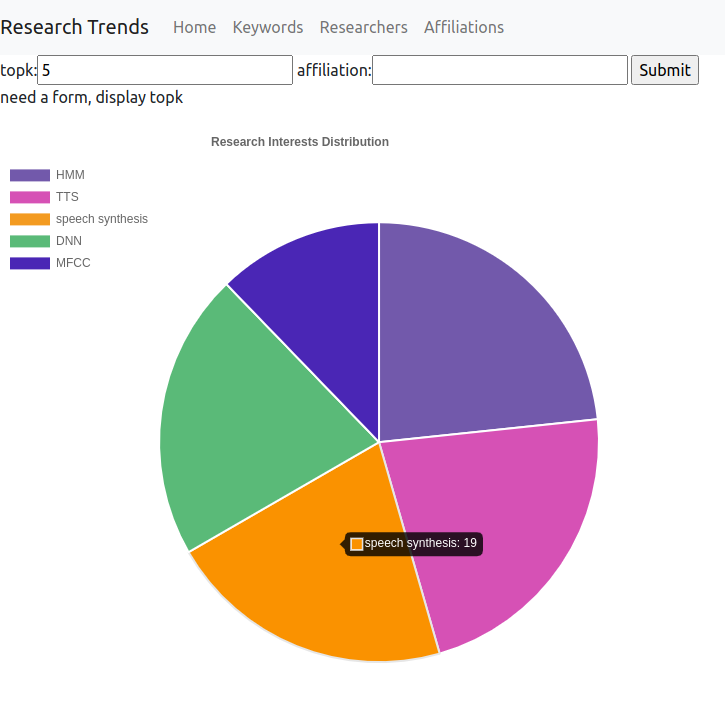 Research Trends Home Keywords Researchers Affiliations
topk: 5 affiliation: Submit
need a form, display topk
Research Interests Distribution
HMM
TTS
speech synthesis
DNN
MFCC
speech synthesis: 19